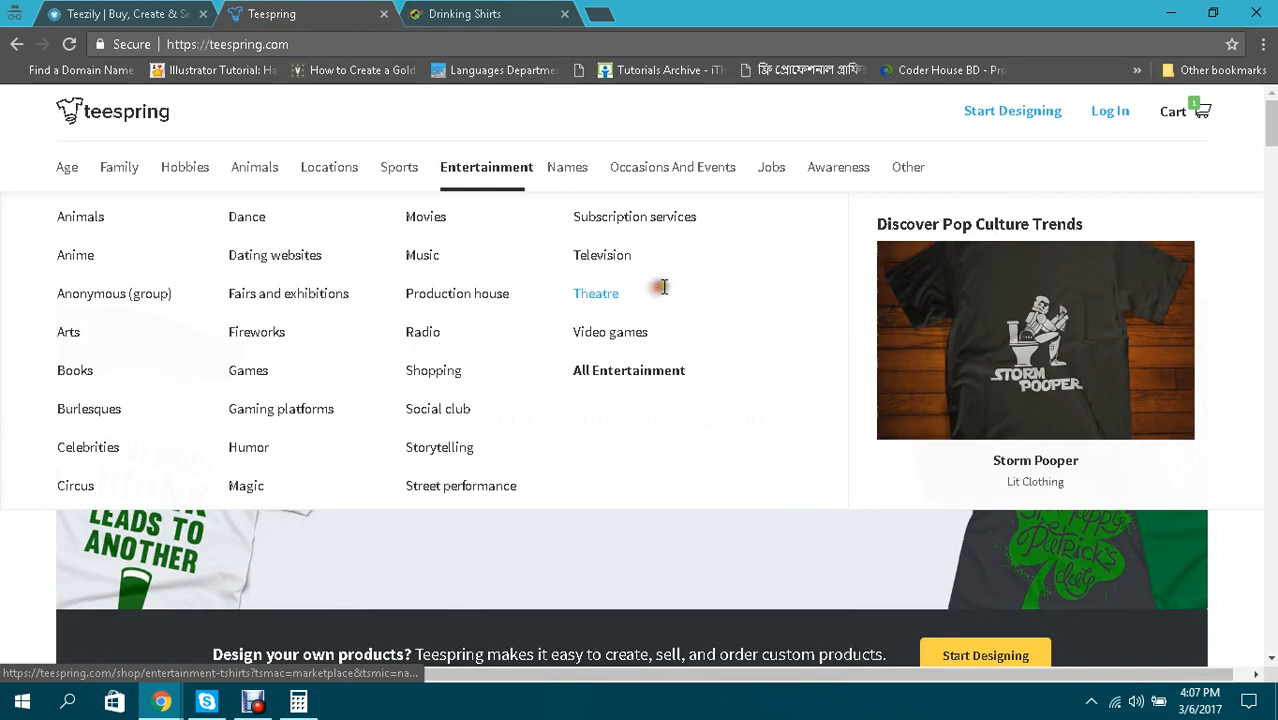 Teezily | Buy, Create & Se
Teespring
Drinking Shirts
Secure
https://teespring.com
Find a Domain Name
Illustrator Tutorial: Ha
How to Create a Gold
Languages Departme
Tutorials Archive - iTh
ফ্রি প্রোফেশনাল গ্রাফি
Coder House BD - Pro
»
Other bookmarks
teespring
Start Designing
Log In
Cart
1
Age
Family
Hobbies
Animals
Locations
Sports
Entertainment
Names
Occasions And Events
Jobs
Awareness
Other
Animals
Anime
Anonymous (group)
Arts
Books
Burlesques
Celebrities
Circus
Dance
Dating websites
Fairs and exhibitions
Fireworks
Games
Gaming platforms
Humor
Magic
Movies
Music
Production house
Radio
Shopping
Social club
Storytelling
Street performance
Subscription services
Television
Theatre
Video games
All Entertainment
Discover Pop Culture Trends
STORM
POOPER
Storm Pooper
Lit Clothing
LEADS TO
ANOTHER
Patrick's
day
Design your own products? Teespring makes it easy to create, sell, and order custom products.
Start Designing
https://teespring.com/shop/entertainment-tshirts?tsmac=marketplace&tsmic=na...
4:07 PM
3/6/2017